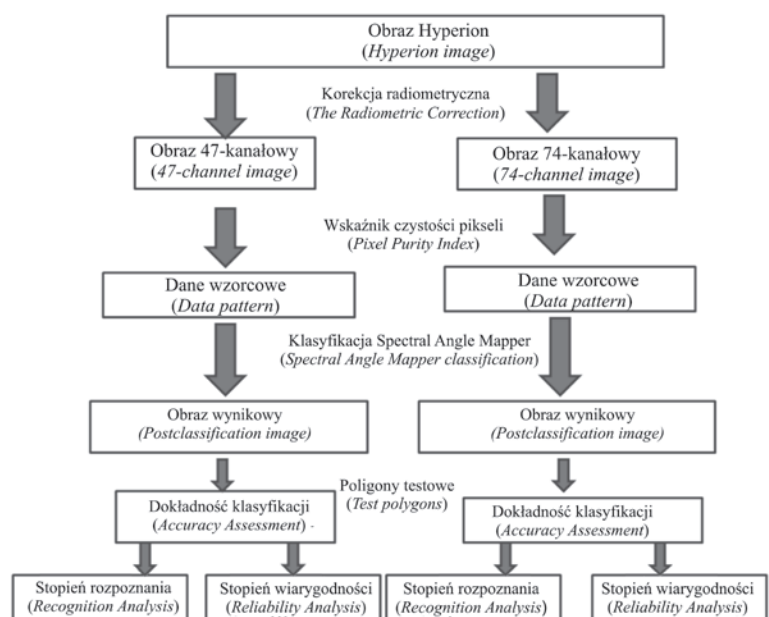 Obraz Hyperion
(Hyperion image)
Korekcja radiometryczna
(The Radiometric Correction)
Obraz 47-kanałowy
(47-channel image)
Obraz 74-kanałowy
(74-channel image)
Wskaźnik czystości pikseli
(Pixel Purity Index)
Dane wzorcowe
(Data pattern)
Dane wzorcowe
(Data pattern)
Klasyfikacja Spectral Angle Mapper
(Spectral Angle Mapper classification)
Obraz wynikowy
(Postclassification image)
Obraz wynikowy
(Postclassification image)
Poligony testowe
(Test polygons)
Dokładność klasyfikacji
(Accuracy Assessment) -
Dokładność klasyfikacji
(Accuracy Assessment)
Stopień rozpoznania
(Recognition Analysis)
Stopień wiarygodności
(Reliability Analysis)
Stopień rozpoznania
(Recognition Analysis)
Stopień wiarygodności
(Reliability Analysis)